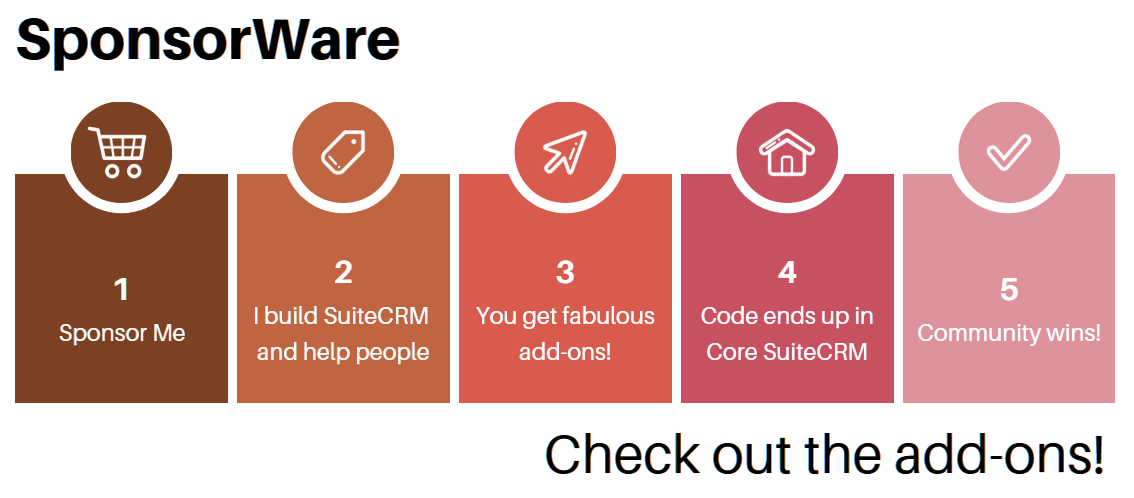 SponsorWare
1
Sponsor Me
2
I build SuiteCRM
and help people
3
You get fabulous
add-ons!
4
Code ends up in
Core SuiteCRM
5
Community wins!
Check out the add-ons!